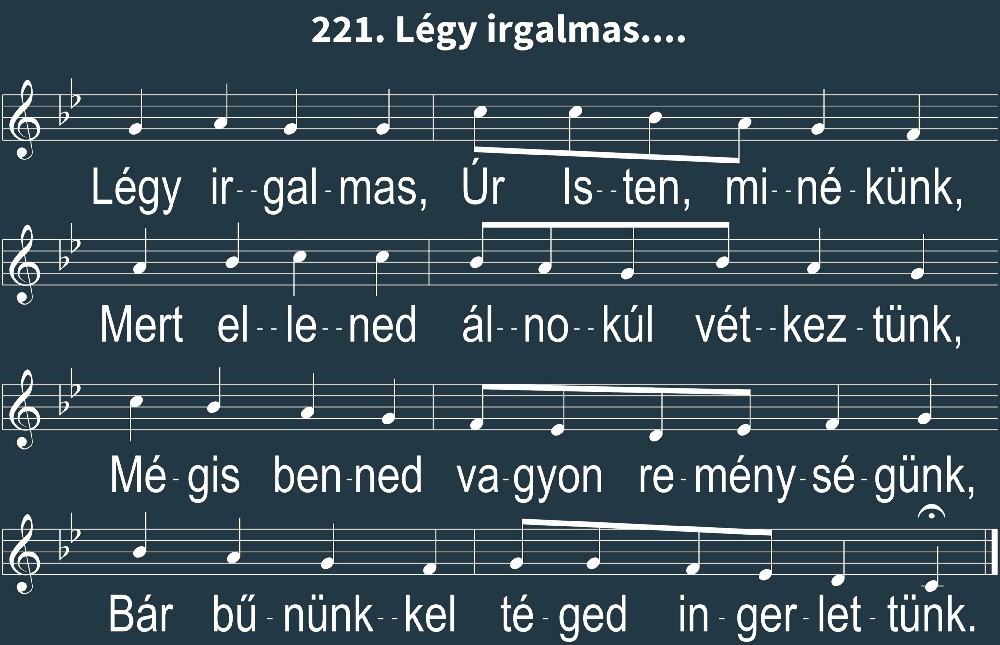 221. Légy irgalmas....
Légy ir--gal-mas, Úr Is--ten, mi--né-künk,
Mert el--le--ned ál--no--kúl vét--kez-tünk,
Mé-gis ben-ned va-gyon re-mény-sé-günk,
Bár bű-nünk--kel té-ged in-ger-let-tünk.